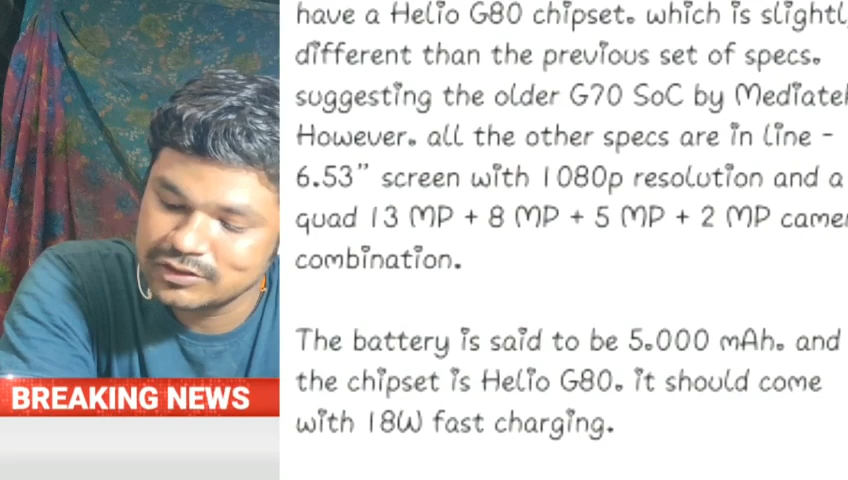 have a Helio G80 chipset. which is slightly
different than the previous set of specs.
suggesting the older G70 SoC by Mediatek
However. all the other specs are in line -
6.53" screen with 1080p resolution and a
quad 13 MP + 8 MP + 5 MP + 2 MP camera
combination.
The battery is said to be 5.000 mAh. and
the chipset is Helio G80. it should come
with 18W fast charging.
BREAKING NEWS